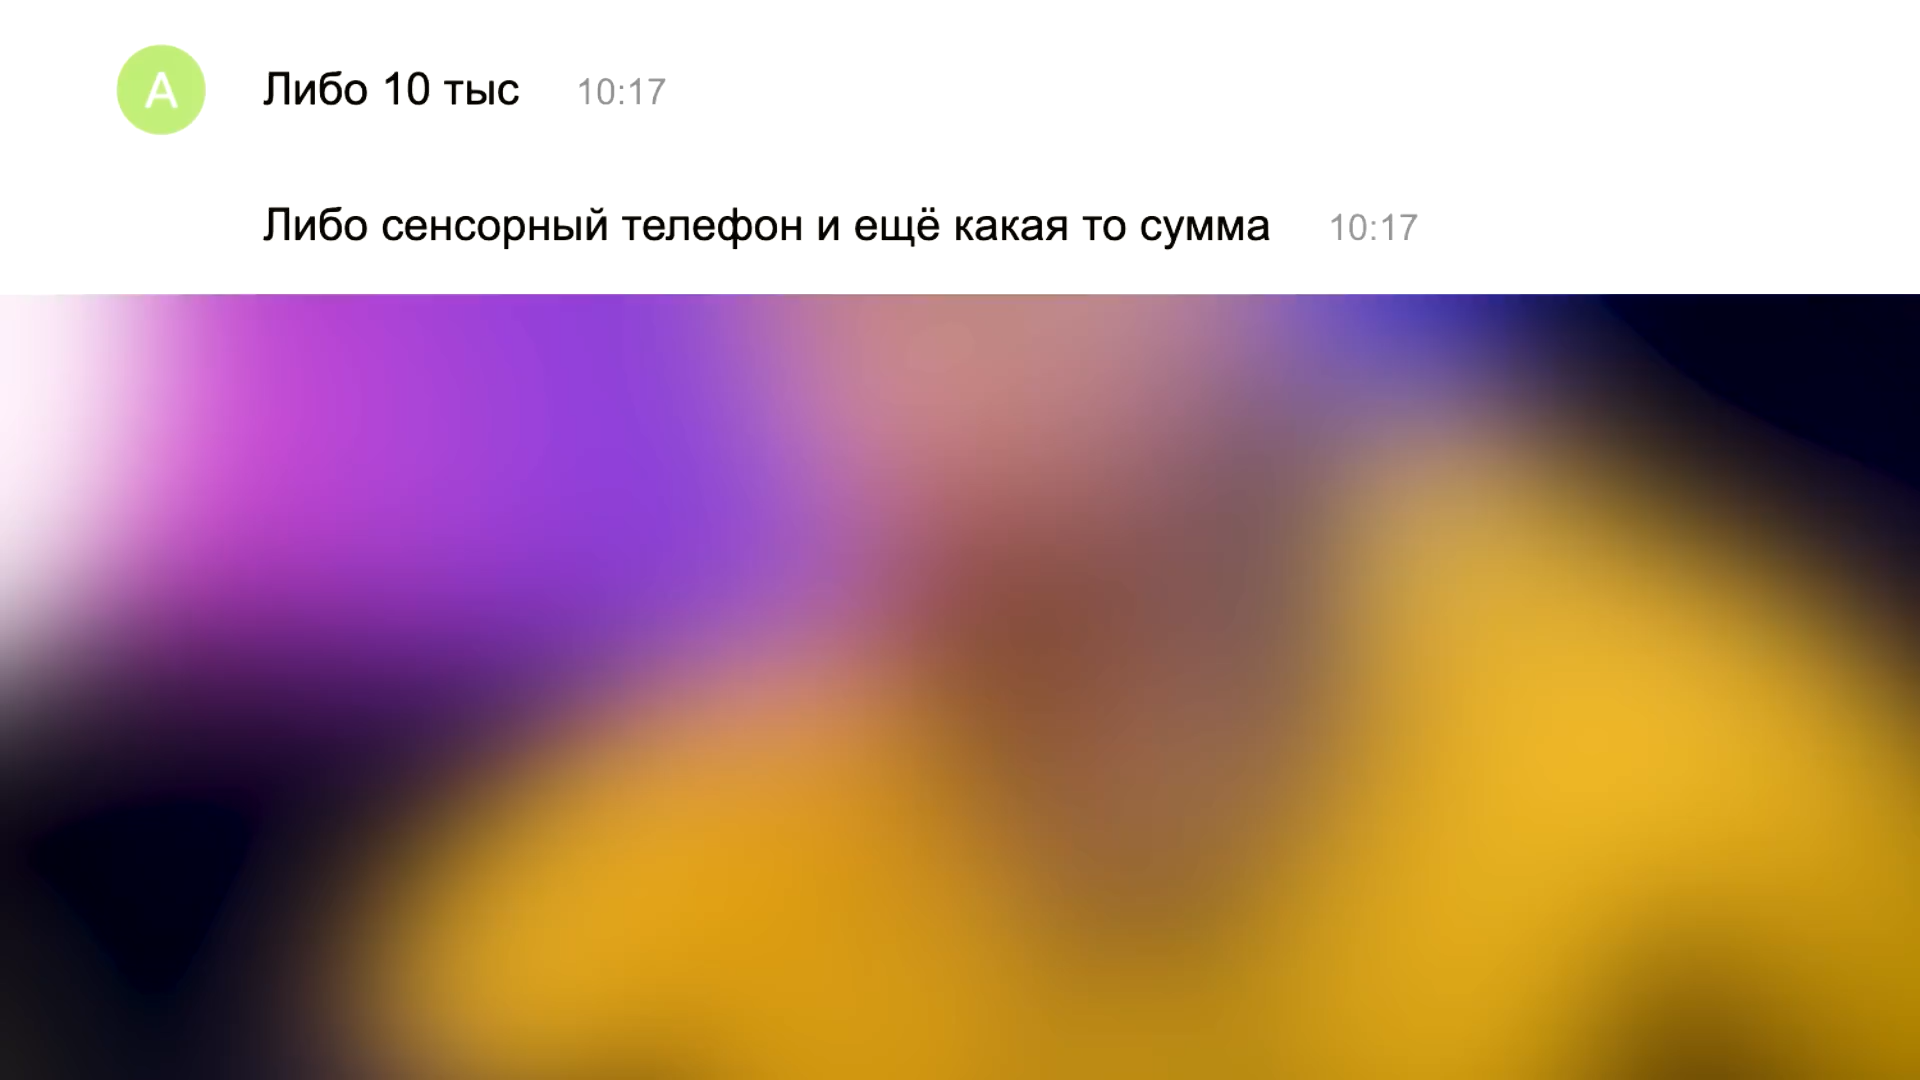 А
Либо 10 тыс 10:17
Либо сенсорный телефон и ещё какая то сумма 10:17